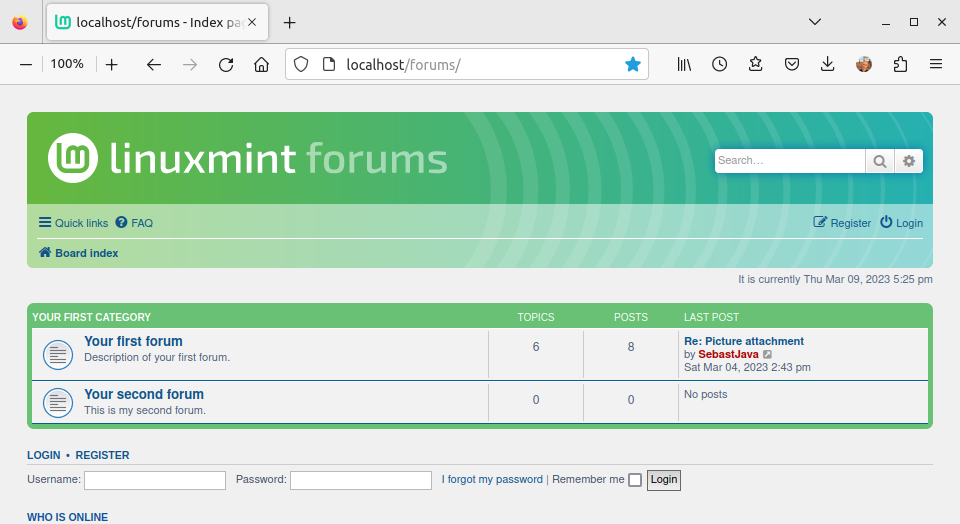 localhost/forums - Index pa
100%
localhost/forums/
linuxmint forums
Search…
Quick links FAQ Register Login
Board index
It is currently Thu Mar 09, 2023 5:25 pm
YOUR FIRST CATEGORY TOPICS POSTS LAST POST
Your first forum 6 8 Re: Picture attachment
Description of your first forum. by SebastJava
Sat Mar 04, 2023 2:43 pm
Your second forum 0 0 No posts
This is my second forum.
LOGIN • REGISTER
Username: Password: I forgot my password | Remember me Login
WHO IS ONLINE